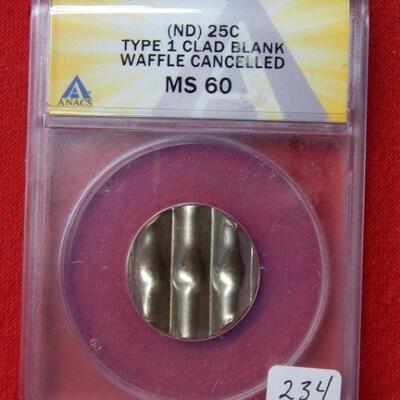 (ND) 25C
TYPE 1 CLAD BLANK
WAFFLE CANCELLED
MS 60
ANACS
234